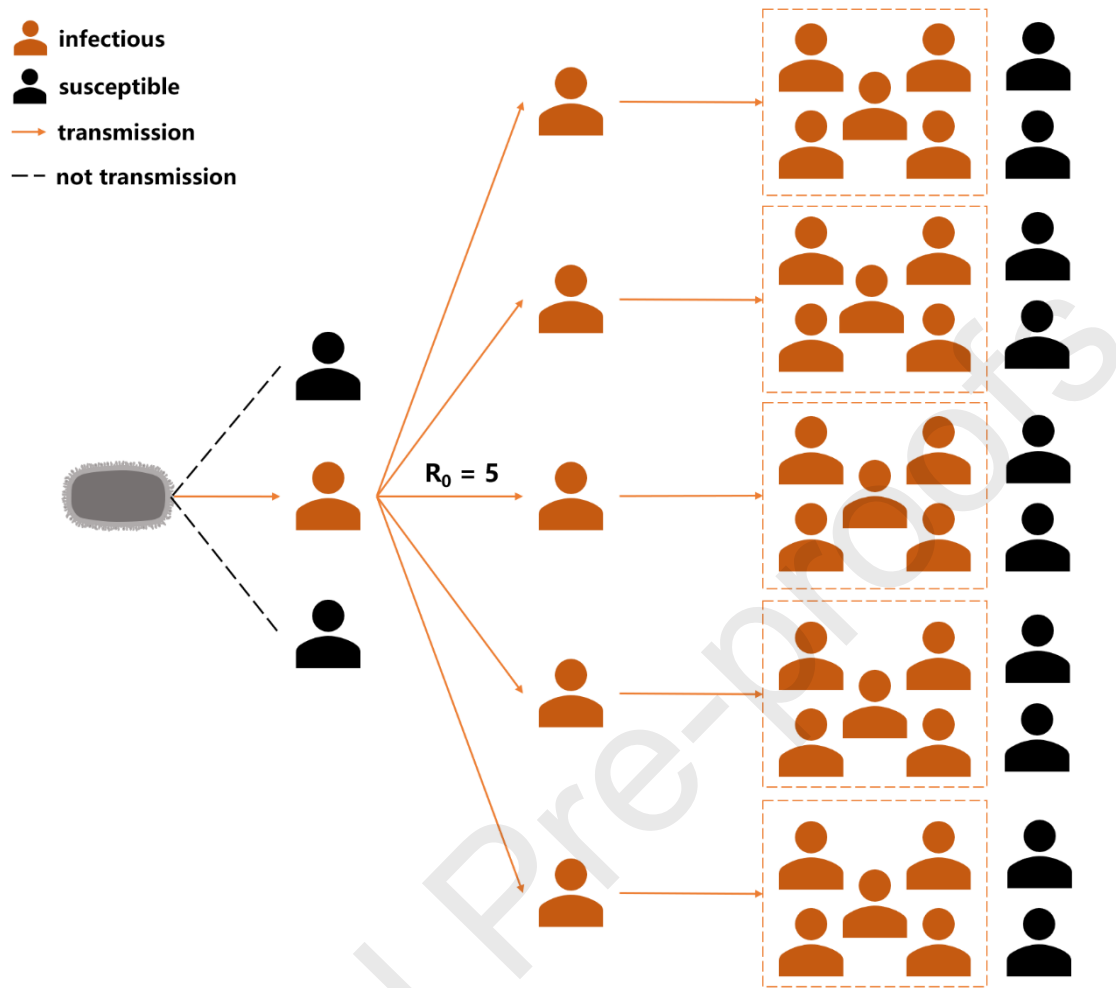 infectious
susceptible
transmission
not transmission
R₀ = 5
l Pre-proofs